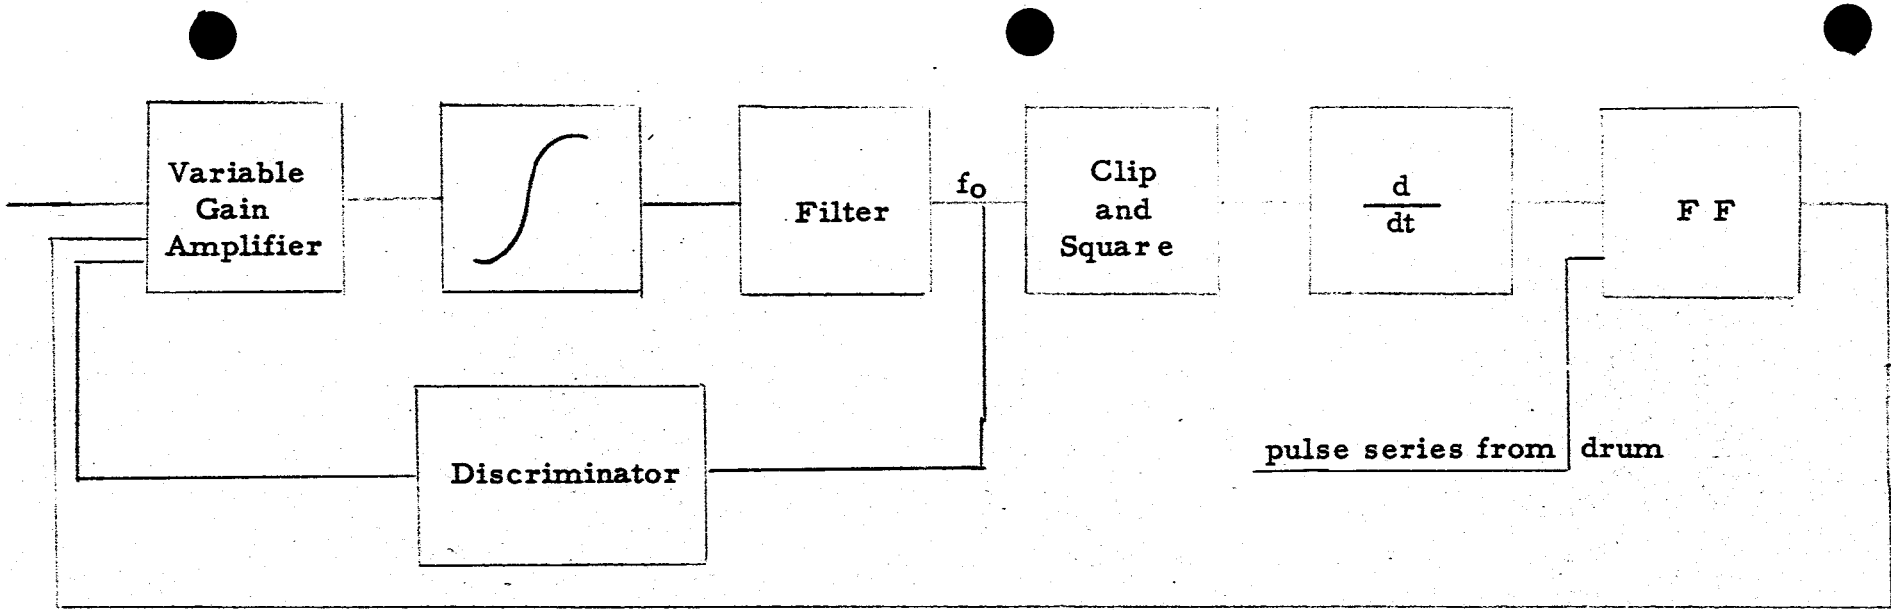 Variable
Gain
Amplifier
Filter
fo
Clip
and
Square
d
dt
F F
Discriminator
pulse series from drum